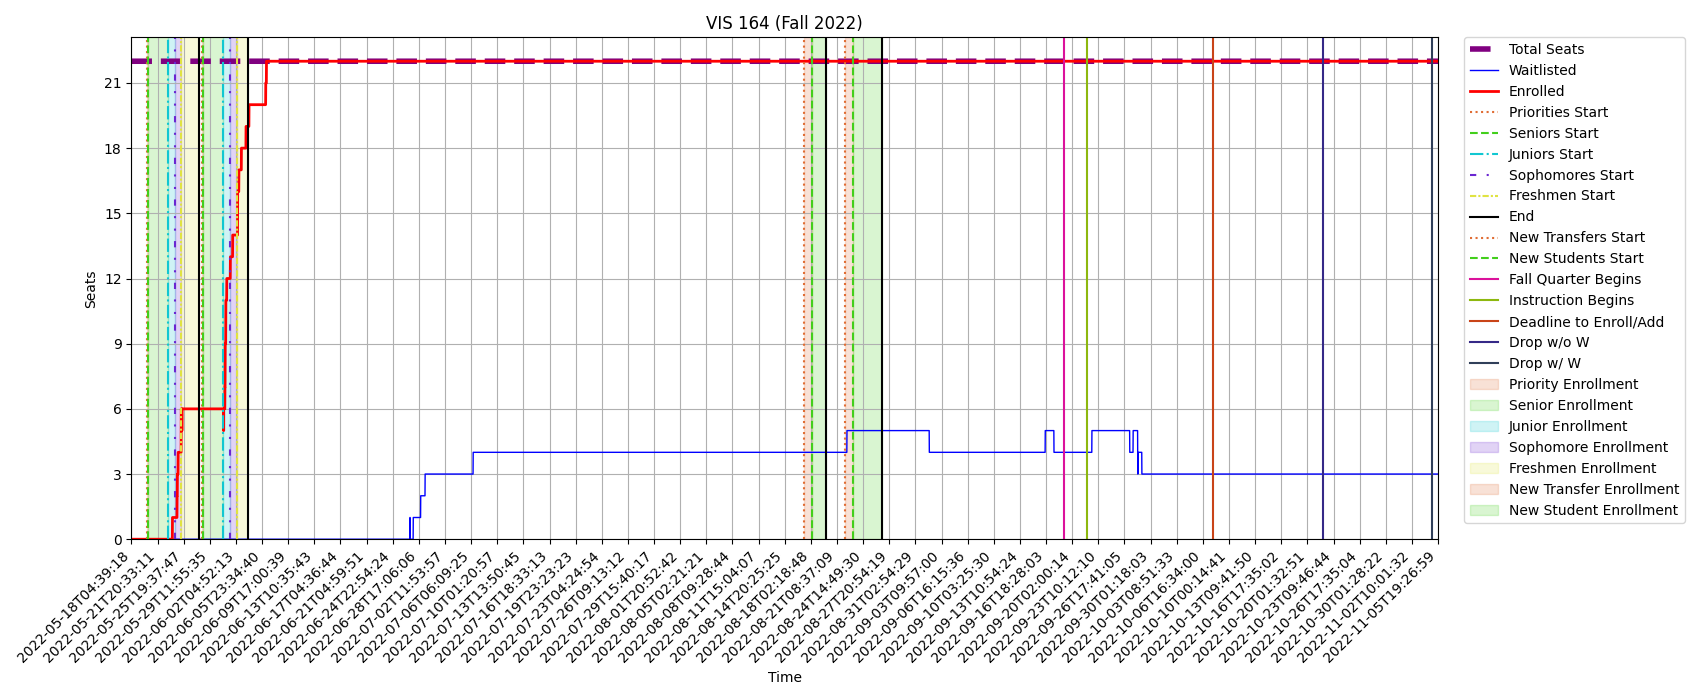 VIS 164 (Fall 2022)
Seats
21
18
15
12
9
6
3
0
2022-05-18T04:39:18
2022-05-21T20:33:11
2022-05-25T19:37:47
2022-05-29T11:55:35
2022-06-02T04:52:13
2022-06-05T23:34:40
2022-06-09T17:00:39
2022-06-13T10:35:43
2022-06-17T04:36:44
2022-06-21T04:59:51
2022-06-24T22:54:24
2022-06-28T17:06:06
2022-07-02T11:53:57
2022-07-06T06:09:25
2022-07-10T01:20:57
2022-07-13T13:50:45
2022-07-16T18:33:13
2022-07-19T23:23:23
2022-07-23T04:24:54
2022-07-26T09:13:12
2022-07-29T15:40:17
2022-08-01T20:52:42
2022-08-05T02:21:21
2022-08-08T09:28:44
2022-08-11T15:04:07
2022-08-14T20:25:25
2022-08-18T02:18:48
2022-08-21T08:37:09
2022-08-24T14:49:30
2022-08-27T20:54:19
2022-08-31T02:54:29
2022-09-03T09:57:00
2022-09-06T16:15:36
2022-09-10T03:25:30
2022-09-13T10:54:24
2022-09-16T18:28:03
2022-09-20T02:00:14
2022-09-23T10:12:10
2022-09-26T17:41:05
2022-09-30T01:18:03
2022-10-03T08:51:33
2022-10-06T16:34:00
2022-10-10T00:14:41
2022-10-13T09:41:50
2022-10-16T17:35:02
2022-10-20T01:32:51
2022-10-23T09:46:44
2022-10-26T17:35:04
2022-10-30T01:28:22
2022-11-02T10:01:32
2022-11-05T19:26:59
Time
Total Seats
Waitlisted
Enrolled
Priorities Start
Seniors Start
Juniors Start
Sophomores Start
Freshmen Start
End
New Transfers Start
New Students Start
Fall Quarter Begins
Instruction Begins
Deadline to Enroll/Add
Drop w/o W
Drop w/ W
Priority Enrollment
Senior Enrollment
Junior Enrollment
Sophomore Enrollment
Freshmen Enrollment
New Transfer Enrollment
New Student Enrollment